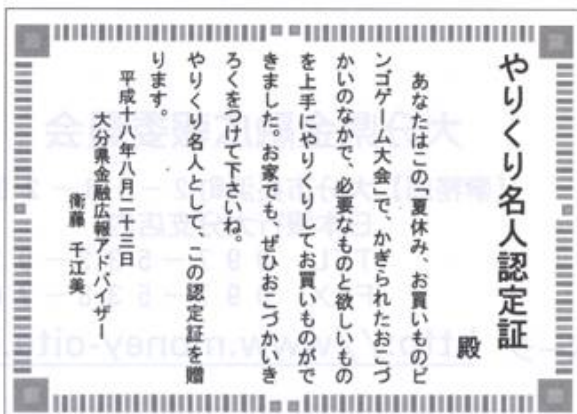 やりくり名人認定証
殿
あなたはこの夏休み、お買いものビ
ンゴゲーム大会で、かぎられたおこづ
かいのなかで、必要なものと欲しいもの
を上手にやりくりしてお買いものがで
きました。お家でも、ぜひおこづかいき
ろくをつけて下さいね。
やりくり名人として、この認定証を贈
ります。
平成十八年八月二十三日
大分県金融広報アドバイザー
衞藤 千江美